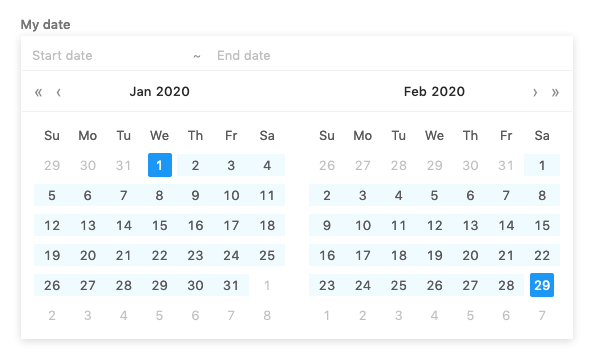 My date
Start date ~ End date
« ‹ Jan 2020 Feb 2020 › »
Su Mo Tu We Th Fr Sa Su Mo Tu We Th Fr Sa
29 30 31 1 2 3 4 26 27 28 29 30 31 1
5 6 7 8 9 10 11 2 3 4 5 6 7 8
12 13 14 15 16 17 18 9 10 11 12 13 14 15
19 20 21 22 23 24 25 16 17 18 19 20 21 22
26 27 28 29 30 31 1 23 24 25 26 27 28 29
2 3 4 5 6 7 8 1 2 3 4 5 6 7